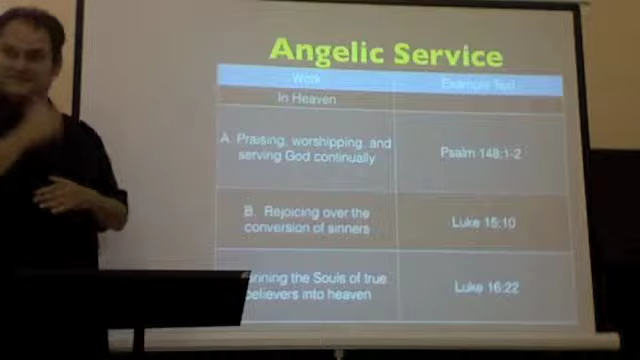 Angelic Service
Work
Example Text
In Heaven
A. Praising, worshipping, and
serving God continually
Psalm 148:1-2
B. Rejoicing over the
conversion of sinners
Luke 15:10
the Souls of true
believers into heaven
Luke 16:22